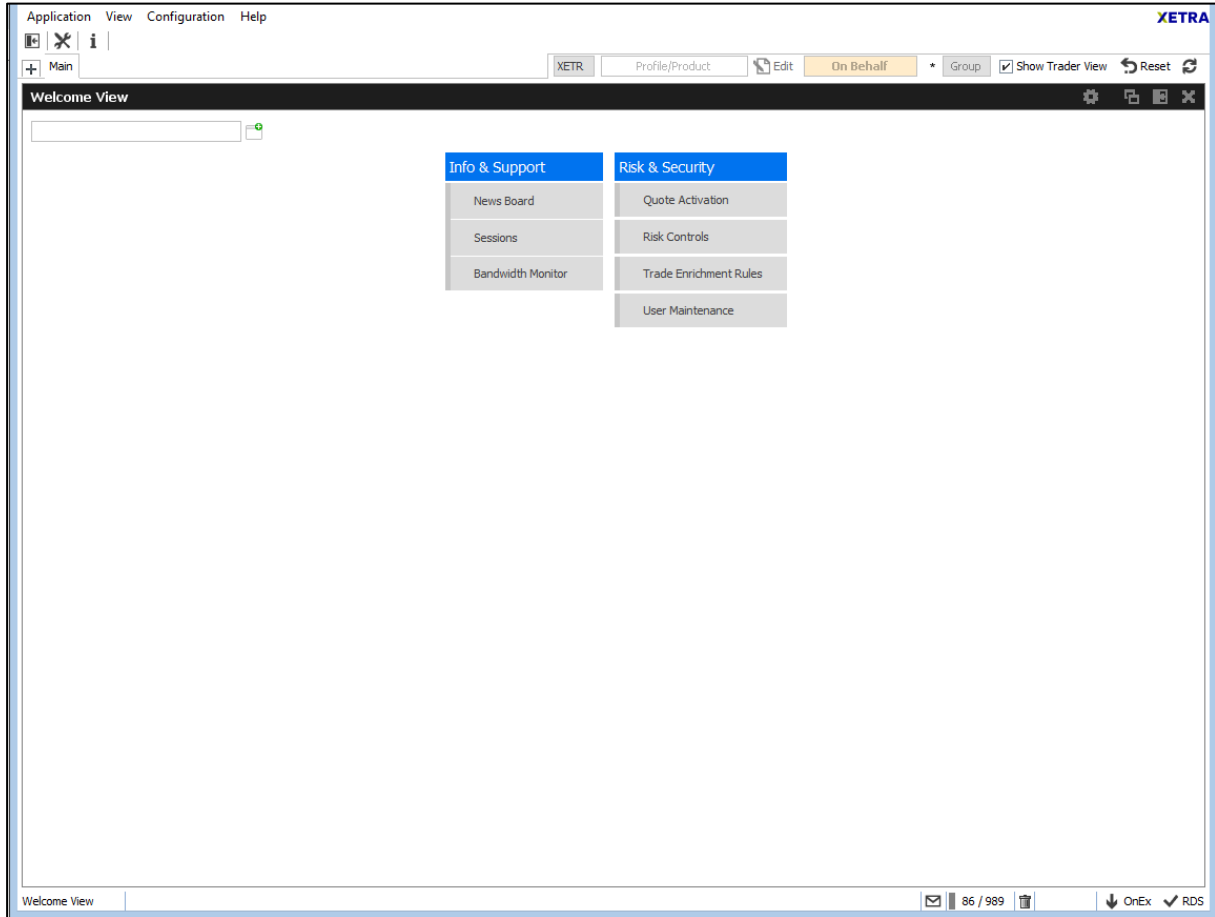 Application View Configuration Help XETRA
i
+ Main XETR Profile/Product Edit On Behalf * Group Show Trader View Reset
Welcome View
Info & Support Risk & Security
News Board Quote Activation
Sessions Risk Controls
Bandwidth Monitor Trade Enrichment Rules
User Maintenance
Welcome View 86 / 989 OnEx RDS